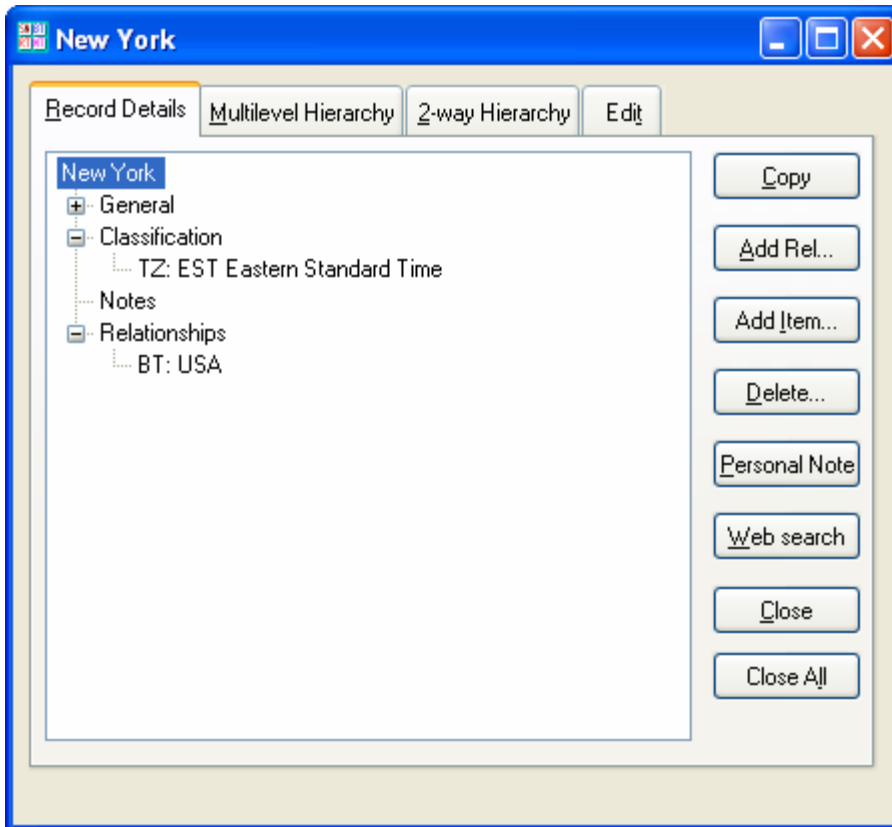 New York
Record Details Multilevel Hierarchy 2-way Hierarchy Edit
New York
General
Classification
TZ: EST Eastern Standard Time
Notes
Relationships
BT: USA
Copy
Add Rel...
Add Item...
Delete...
Personal Note
Web search
Close
Close All